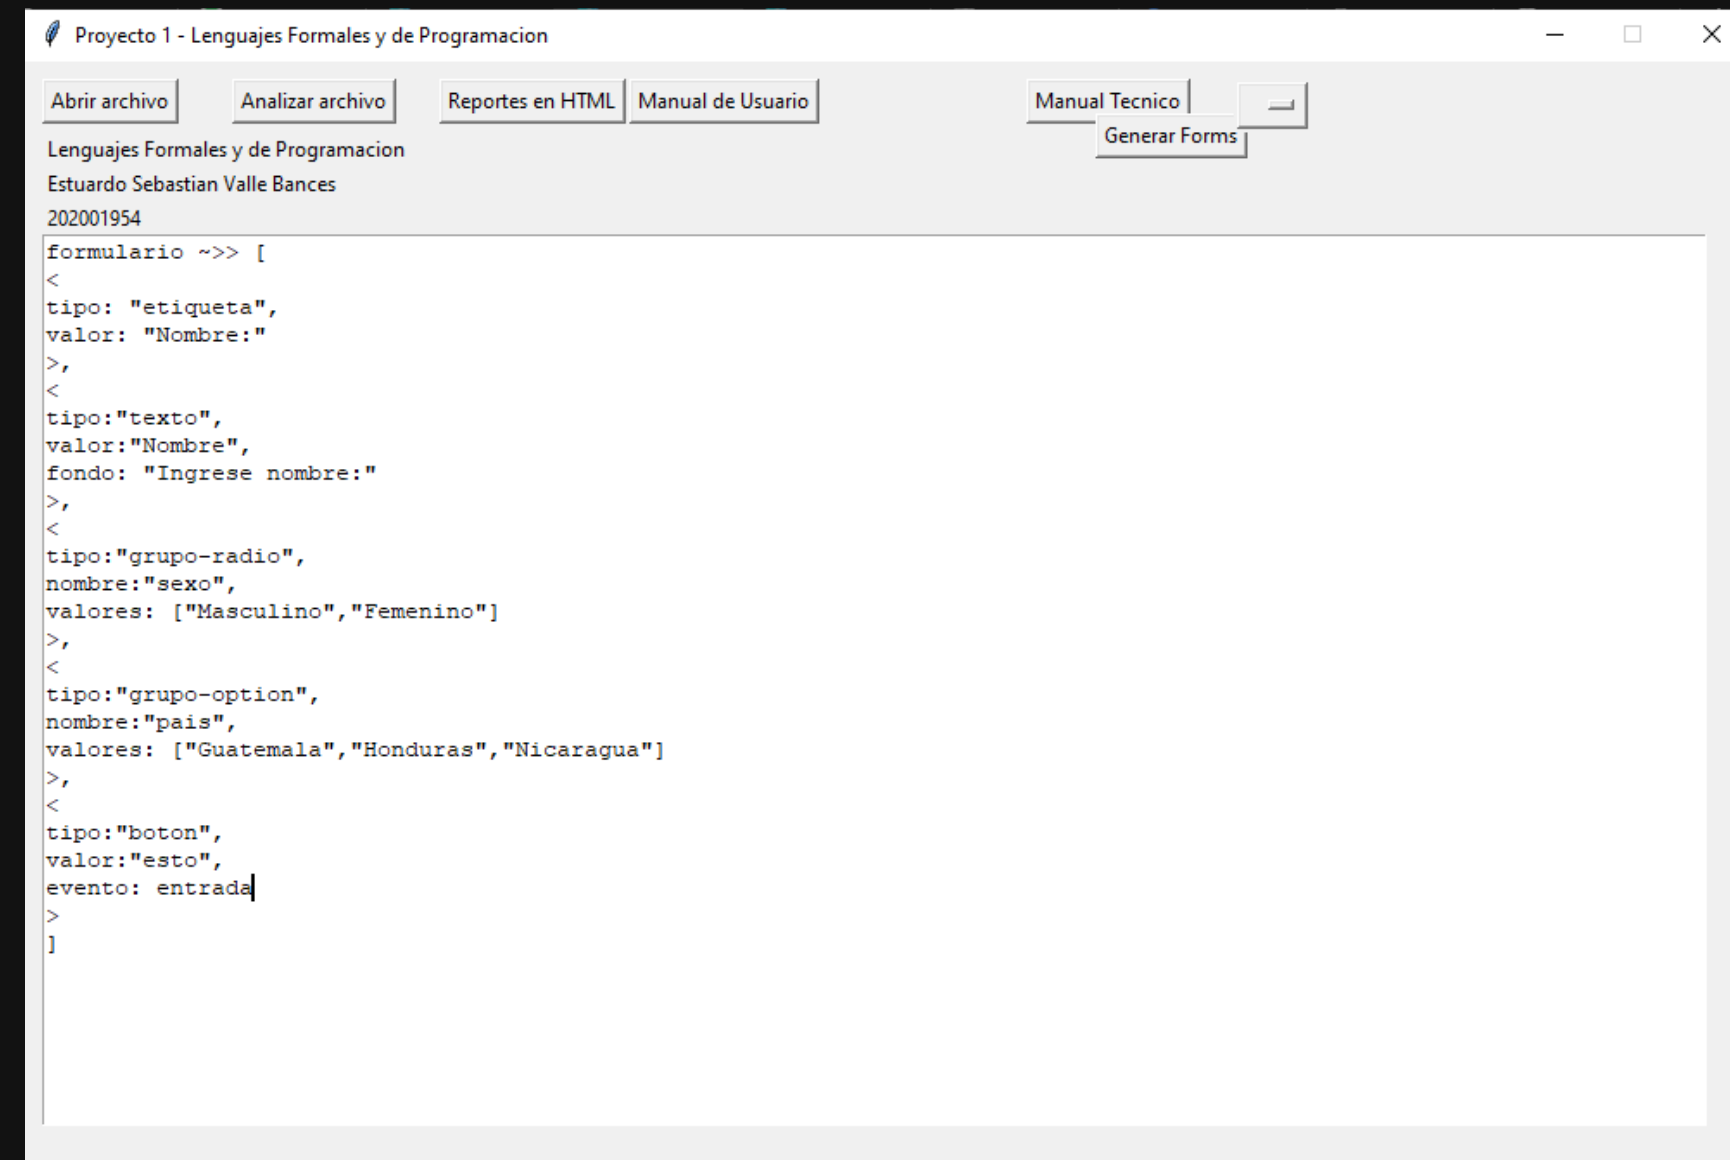 Proyecto 1 - Lenguajes Formales y de Programacion
Abrir archivo Analizar archivo Reportes en HTML Manual de Usuario Manual Tecnico
Generar Forms
Lenguajes Formales y de Programacion
Estuardo Sebastian Valle Bances
202001954
formulario ~>> [
<
tipo: "etiqueta",
valor: "Nombre:"
>,
<
tipo:"texto",
valor:"Nombre",
fondo: "Ingrese nombre:"
>,
<
tipo:"grupo-radio",
nombre:"sexo",
valores: ["Masculino","Femenino"]
>,
<
tipo:"grupo-option",
nombre:"pais",
valores: ["Guatemala","Honduras","Nicaragua"]
>,
<
tipo:"boton",
valor:"esto",
evento: entrada
>
]